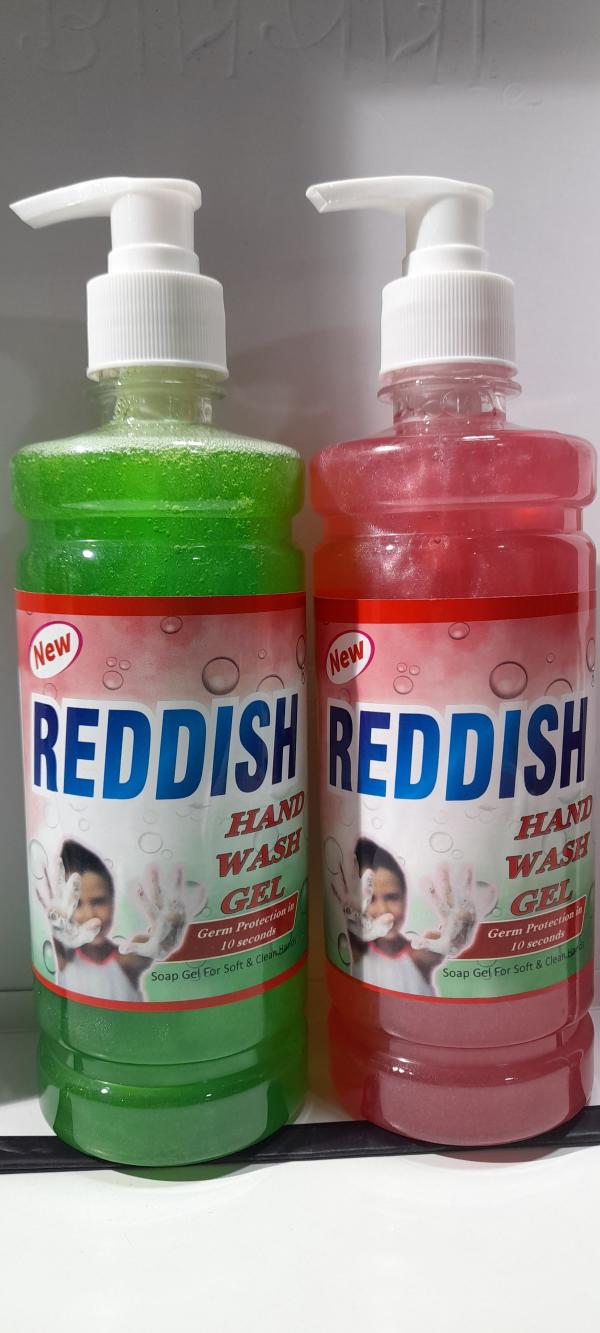 New
REDDISH
HAND
WASH
GEL
Germ Protection in
10 seconds
Soap Gel For Soft & Clean Hands
New
REDDISH
HAND
WASH
GEL
Germ Protection in
10 seconds
Soap Gel For Soft & Clean Hands